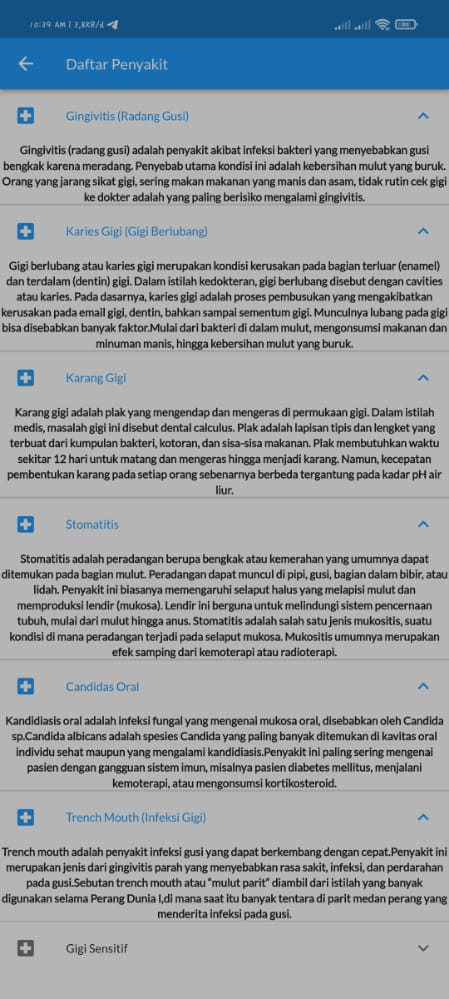 10:39 AM | 3,8KB/d
Daftar Penyakit
Gingivitis (Radang Gusi)
Gingivitis (radang gusi) adalah penyakit akibat infeksi bakteri yang menyebabkan gusi
bengkak karena meradang. Penyebab utama kondisi ini adalah kebersihan mulut yang buruk.
Orang yang jarang sikat gigi, sering makan makanan yang manis dan asam, tidak rutin cek gigi
ke dokter adalah yang paling berisiko mengalami gingivitis.
Karies Gigi (Gigi Berlubang)
Gigi berlubang atau karies gigi merupakan kondisi kerusakan pada bagian terluar (enamel)
dan terdalam (dentin) gigi. Dalam istilah kedokteran, gigi berlubang disebut dengan cavities
atau karies. Pada dasarnya, karies gigi adalah proses pembusukan yang mengakibatkan
kerusakan pada email gigi, dentin, bahkan sampai sementum gigi. Munculnya lubang pada gigi
bisa disebabkan banyak faktor.Mulai dari bakteri di dalam mulut, mengonsumsi makanan dan
minuman manis, hingga kebersihan mulut yang buruk.
Karang Gigi
Karang gigi adalah plak yang mengendap dan mengeras di permukaan gigi. Dalam istilah
medis, masalah gigi ini disebut dental calculus. Plak adalah lapisan tipis dan lengket yang
terbuat dari kumpulan bakteri, kotoran, dan sisa-sisa makanan. Plak membutuhkan waktu
sekitar 12 hari untuk matang dan mengeras hingga menjadi karang. Namun, kecepatan
pembentukan karang pada setiap orang sebenarnya berbeda tergantung pada kadar pH air
liur.
Stomatitis
Stomatitis adalah peradangan berupa bengkak atau kemerahan yang umumnya dapat
ditemukan pada bagian mulut. Peradangan dapat muncul di pipi, gusi, bagian dalam bibir, atau
lidah. Penyakit ini biasanya memengaruhi selaput halus yang melapisi mulut dan
memproduksi lendir (mukosa). Lendir ini berguna untuk melindungi sistem pencernaan
tubuh, mulai dari mulut hingga anus. Stomatitis adalah salah satu jenis mukositis, suatu
kondisi di mana peradangan terjadi pada selaput mukosa. Mukositis umumnya merupakan
efek samping dari kemoterapi atau radioterapi.
Candidas Oral
Kandidiasis oral adalah infeksi fungal yang mengenai mukosa oral, disebabkan oleh Candida
sp.Candida albicans adalah spesies Candida yang paling banyak ditemukan di kavitas oral
individu sehat maupun yang mengalami kandidiasis.Penyakit ini paling sering mengenai
pasien dengan gangguan sistem imun, misalnya pasien diabetes mellitus, menjalani
kemoterapi, atau mengonsumsi kortikosteroid.
Trench Mouth (Infeksi Gigi)
Trench mouth adalah penyakit infeksi gusi yang dapat berkembang dengan cepat.Penyakit ini
merupakan jenis dari gingivitis parah yang menyebabkan rasa sakit, infeksi, dan perdarahan
pada gusi.Sebutan trench mouth atau "mulut parit" diambil dari istilah yang banyak
digunakan selama Perang Dunia I,di mana saat itu banyak tentara di parit medan perang yang
menderita infeksi pada gusi.
Gigi Sensitif